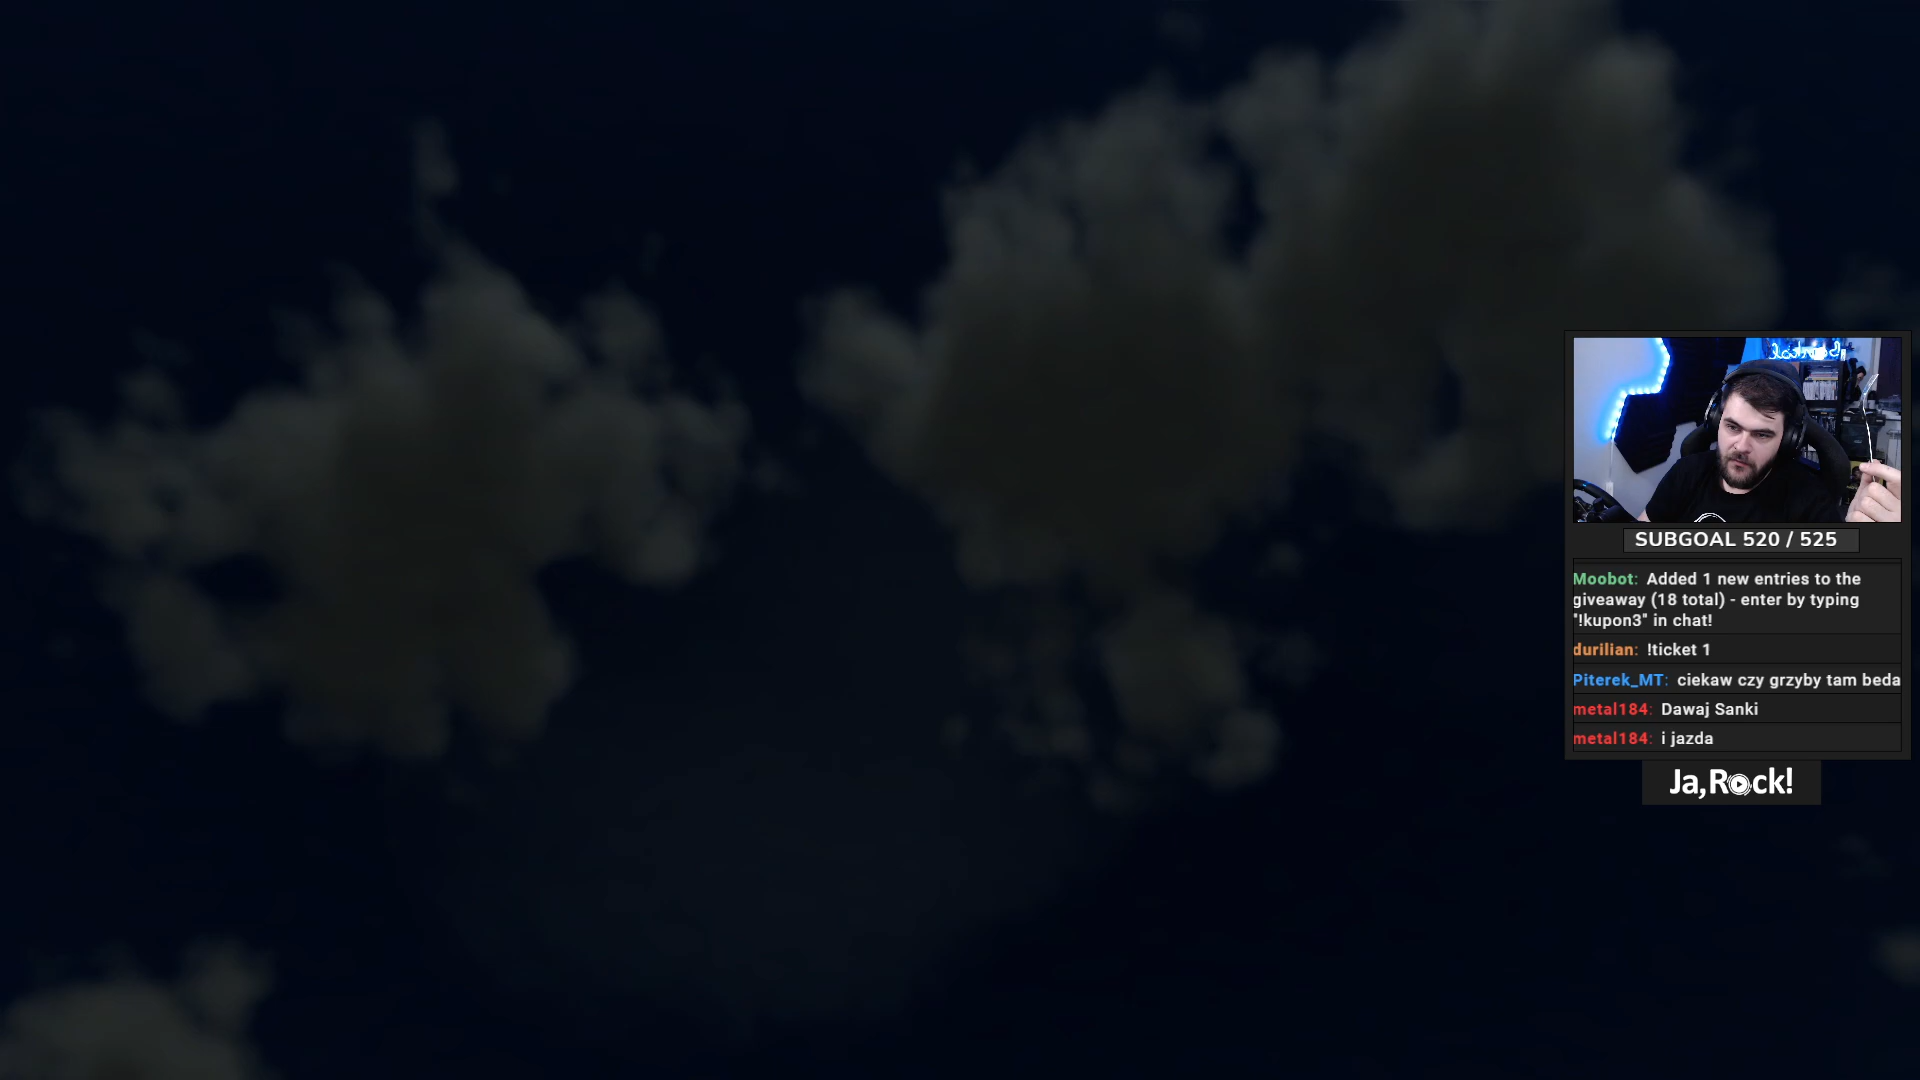 SUBGOAL 520 / 525
Moobot: Added 1 new entries to the
giveaway (18 total) - enter by typing
"!kupon3" in chat!
durilian: !ticket 1
Piterek_MT: ciekaw czy grzyby tam beda
metal184: Dawaj Sanki
metal184: i jazda
Ja,Rock!